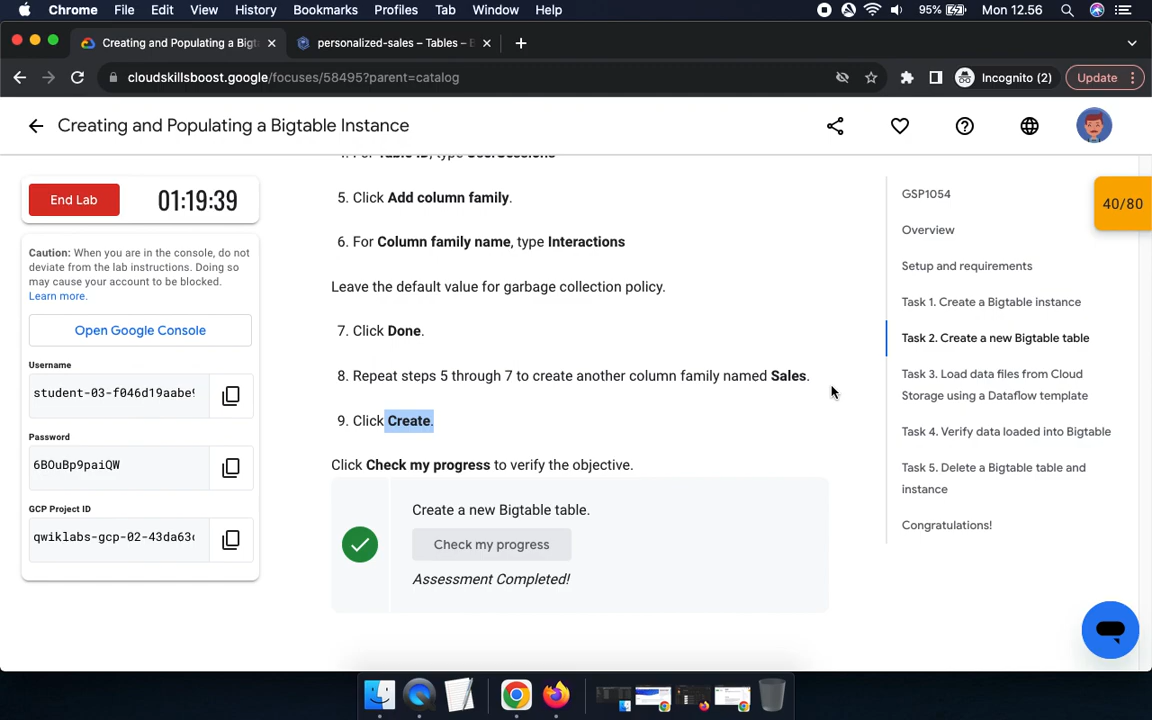 Chrome File Edit View History Bookmarks Profiles Tab Window Help 95% Mon 12.56
Creating and Populating a Bigt
personalized-sales – Tables – B
cloudskillsboost.google/focuses/58495?parent=catalog
Incognito (2)
Update
Creating and Populating a Bigtable Instance
End Lab
01:19:39
Caution: When you are in the console, do not
deviate from the lab instructions. Doing so
may cause your account to be blocked.
Learn more.
Open Google Console
Username
student-03-f046d19aabe9
Password
6BOuBp9paiQW
GCP Project ID
qwiklabs-gcp-02-43da63c
4. For Table ID, type UserSessions
5. Click Add column family.
6. For Column family name, type Interactions
Leave the default value for garbage collection policy.
7. Click Done.
8. Repeat steps 5 through 7 to create another column family named Sales.
9. Click Create.
Click Check my progress to verify the objective.
Create a new Bigtable table.
Check my progress
Assessment Completed!
GSP1054
Overview
Setup and requirements
Task 1. Create a Bigtable instance
Task 2. Create a new Bigtable table
Task 3. Load data files from Cloud
Storage using a Dataflow template
Task 4. Verify data loaded into Bigtable
Task 5. Delete a Bigtable table and
instance
Congratulations!
40/80